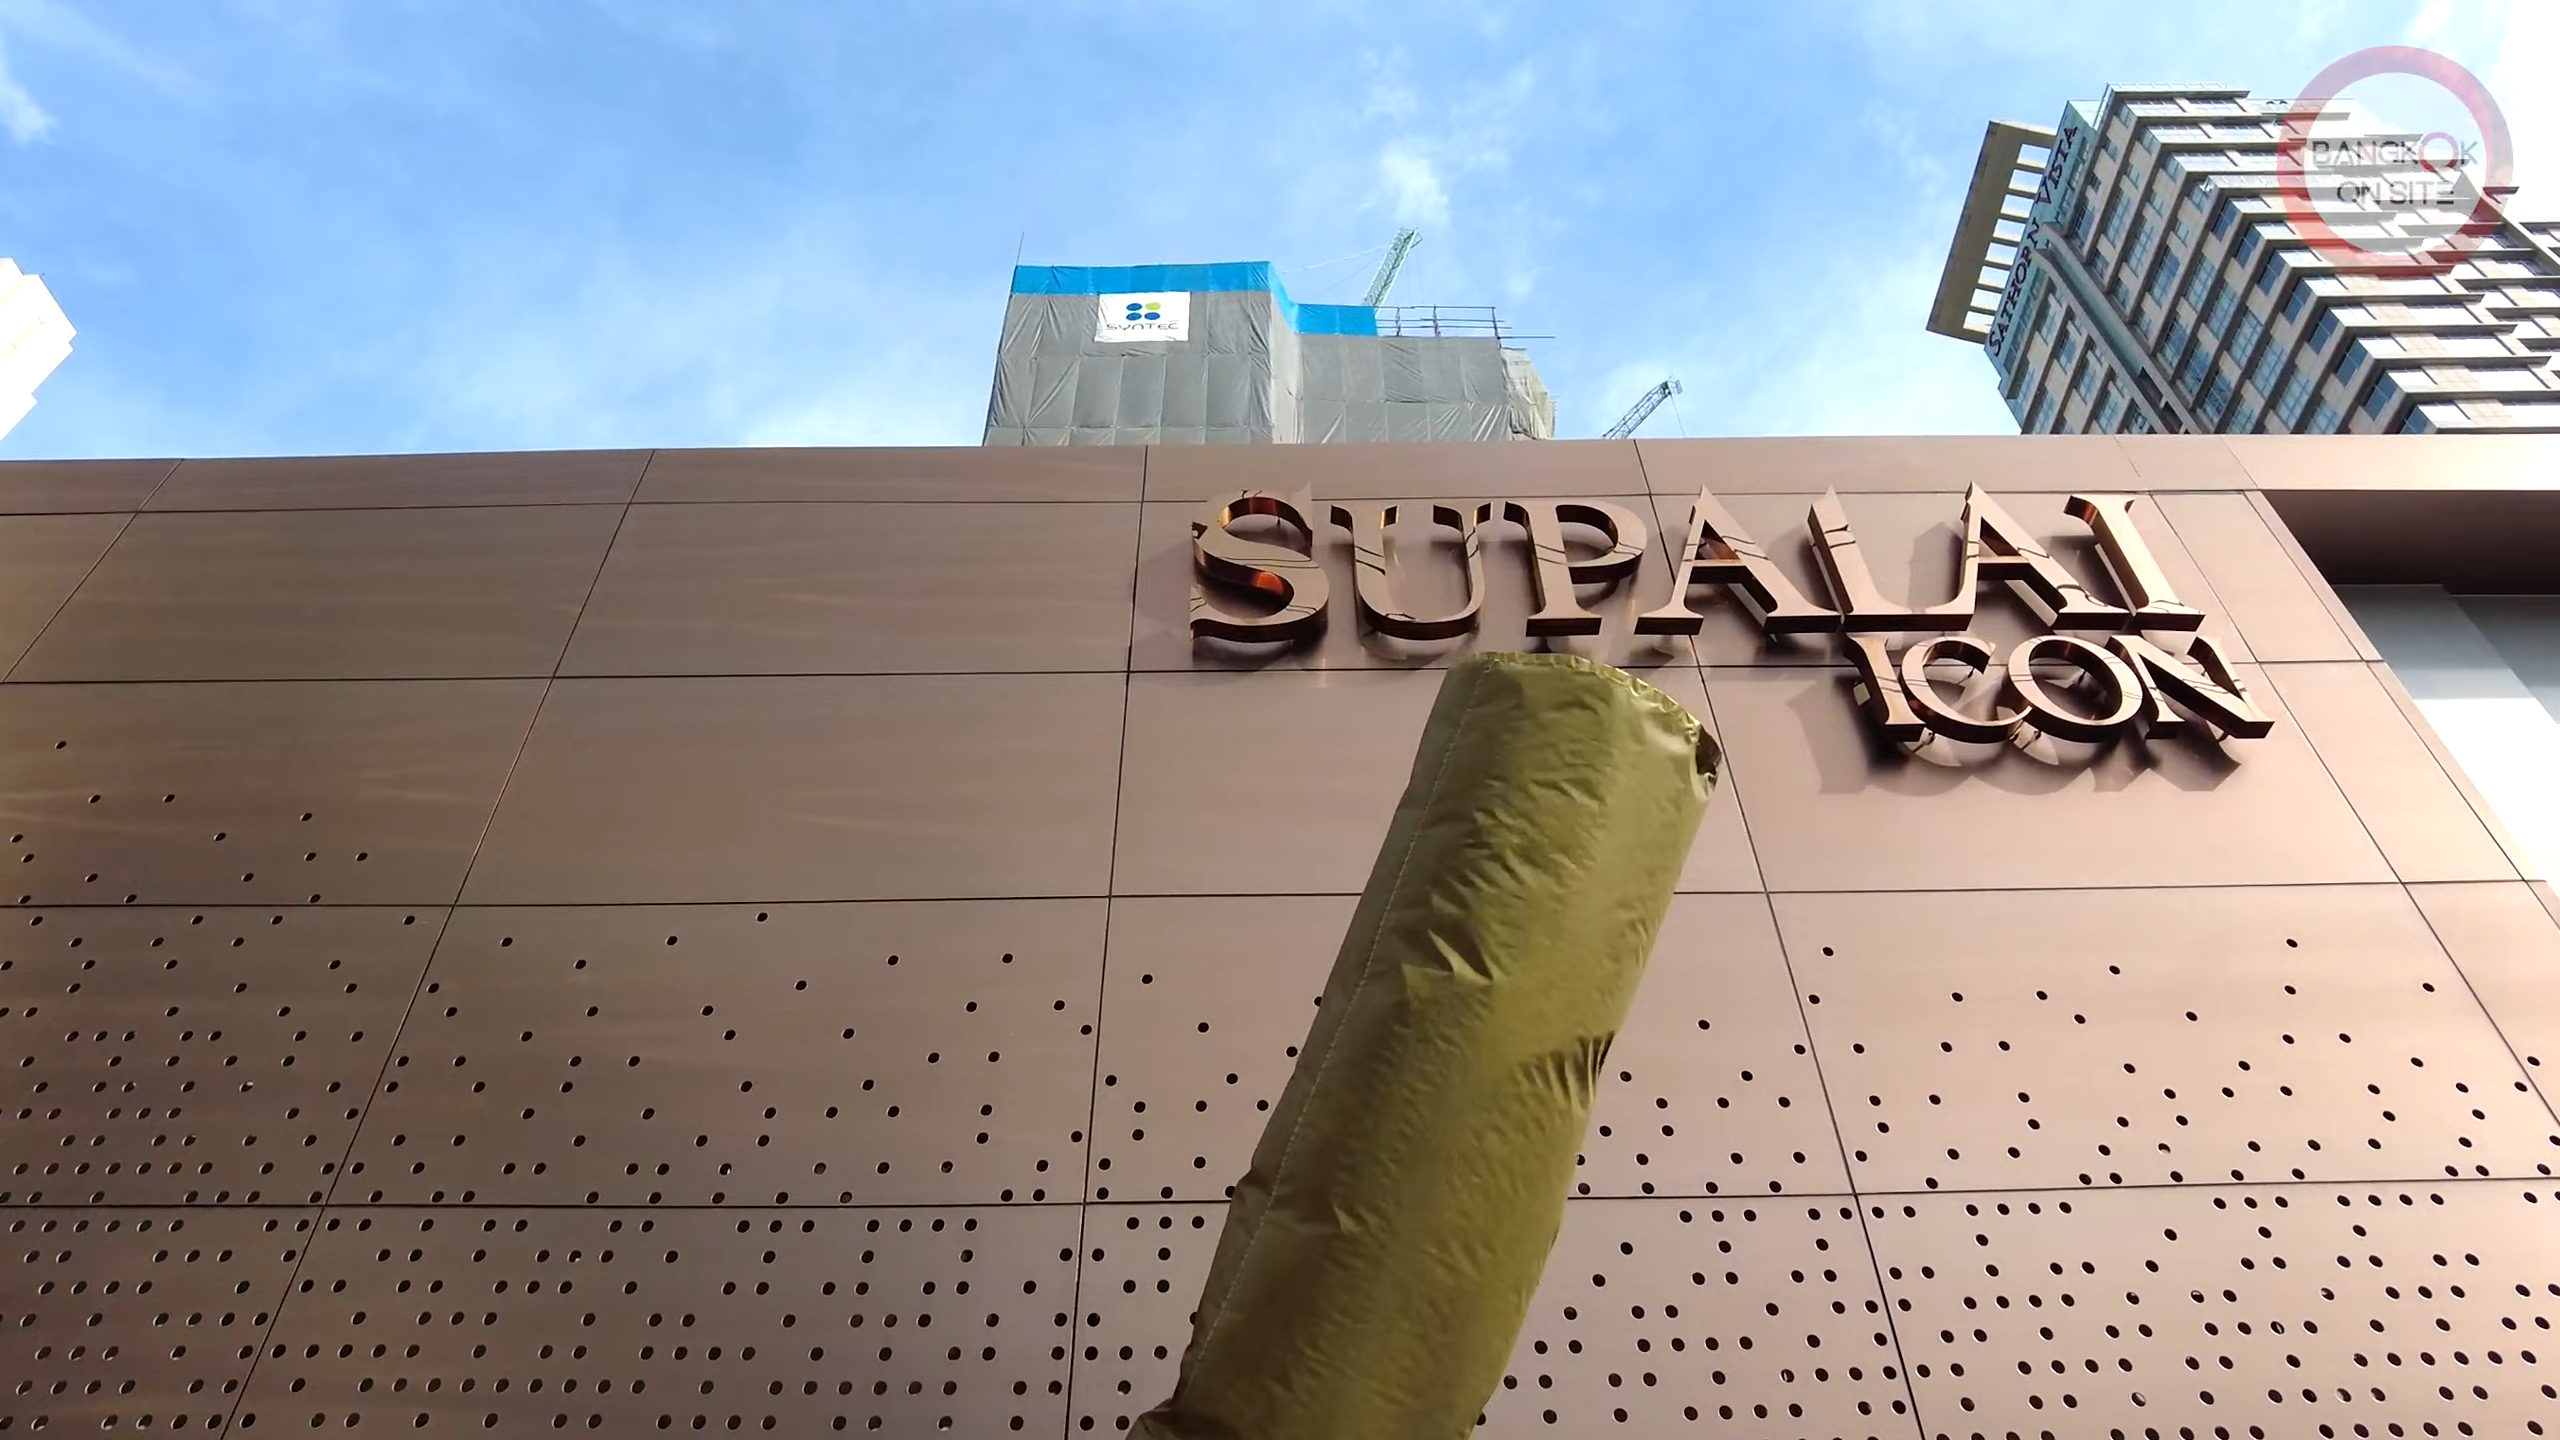 BANGKOK
ON SITE
SATHORN VISTA
SYNTEC
SUPALAI
ICON